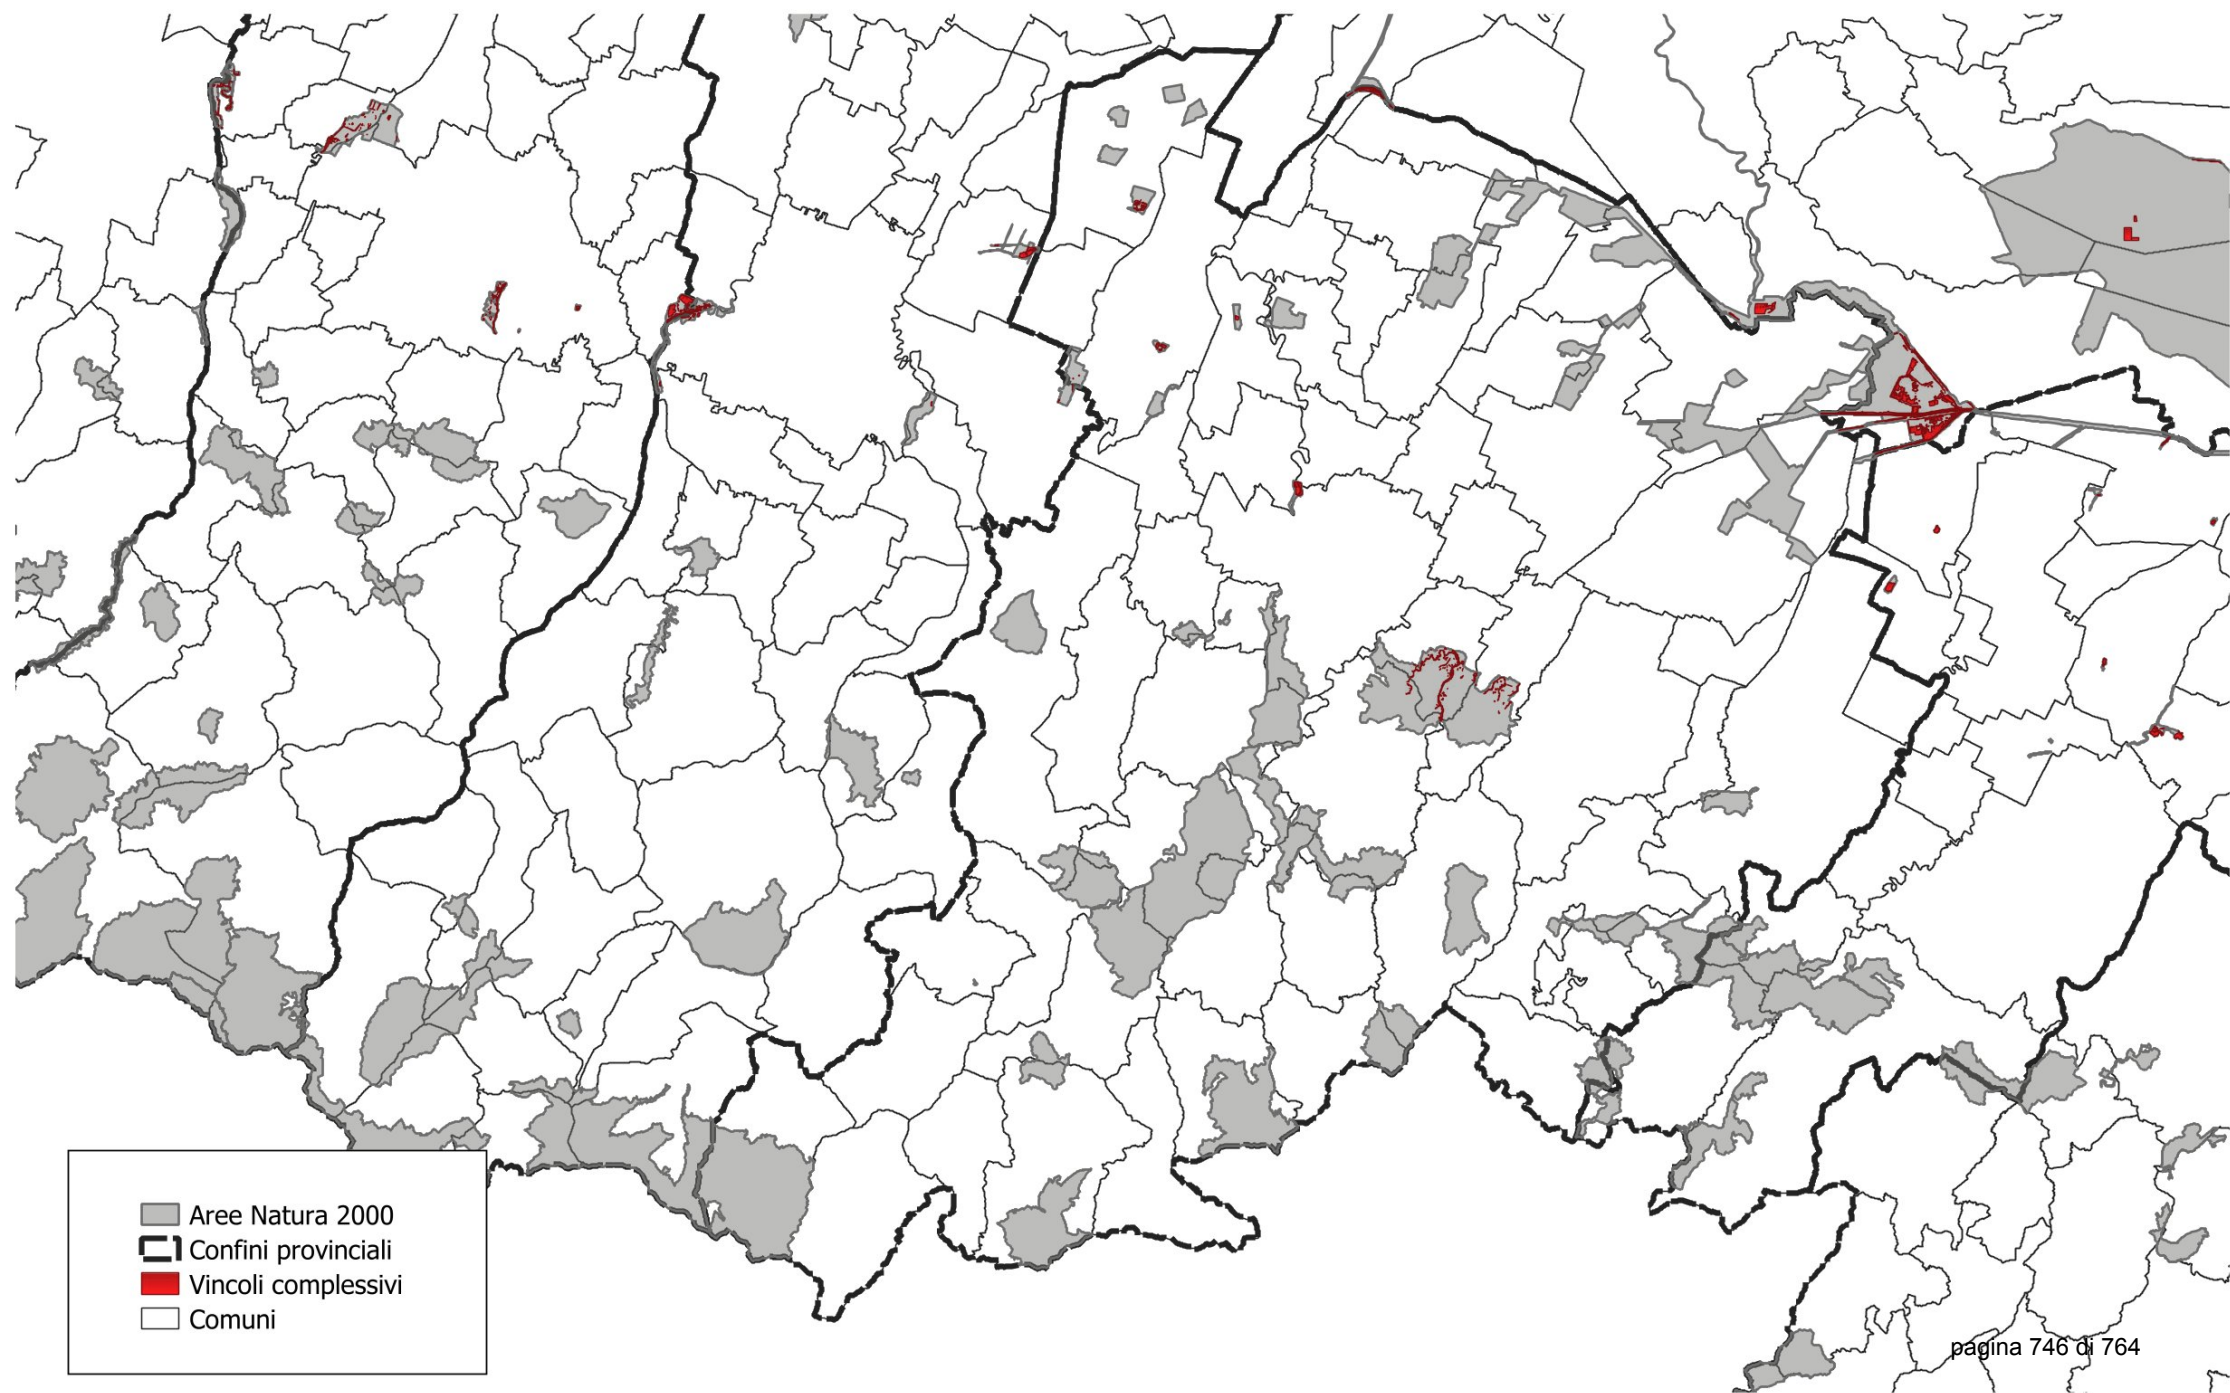 Aree Natura 2000
Confini provinciali
Vincoli complessivi
Comuni
pagina 746 di 764